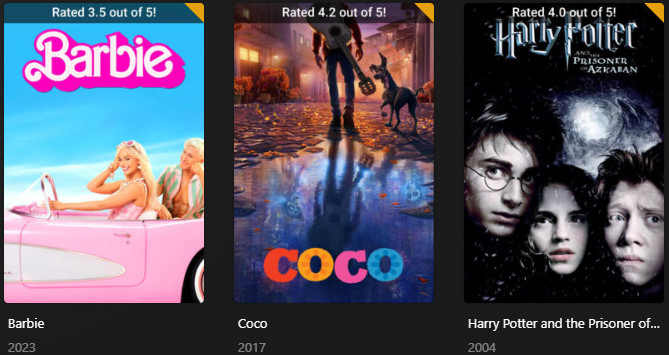 Rated 3.5 out of 5!
Barbie
Barbie
2023
Rated 4.2 out of 5!
COCO
Coco
2017
Rated 4.0 out of 5!
Harry Potter
AND THE
PRISONER OF
AZKABAN
Harry Potter and the Prisoner of...
2004